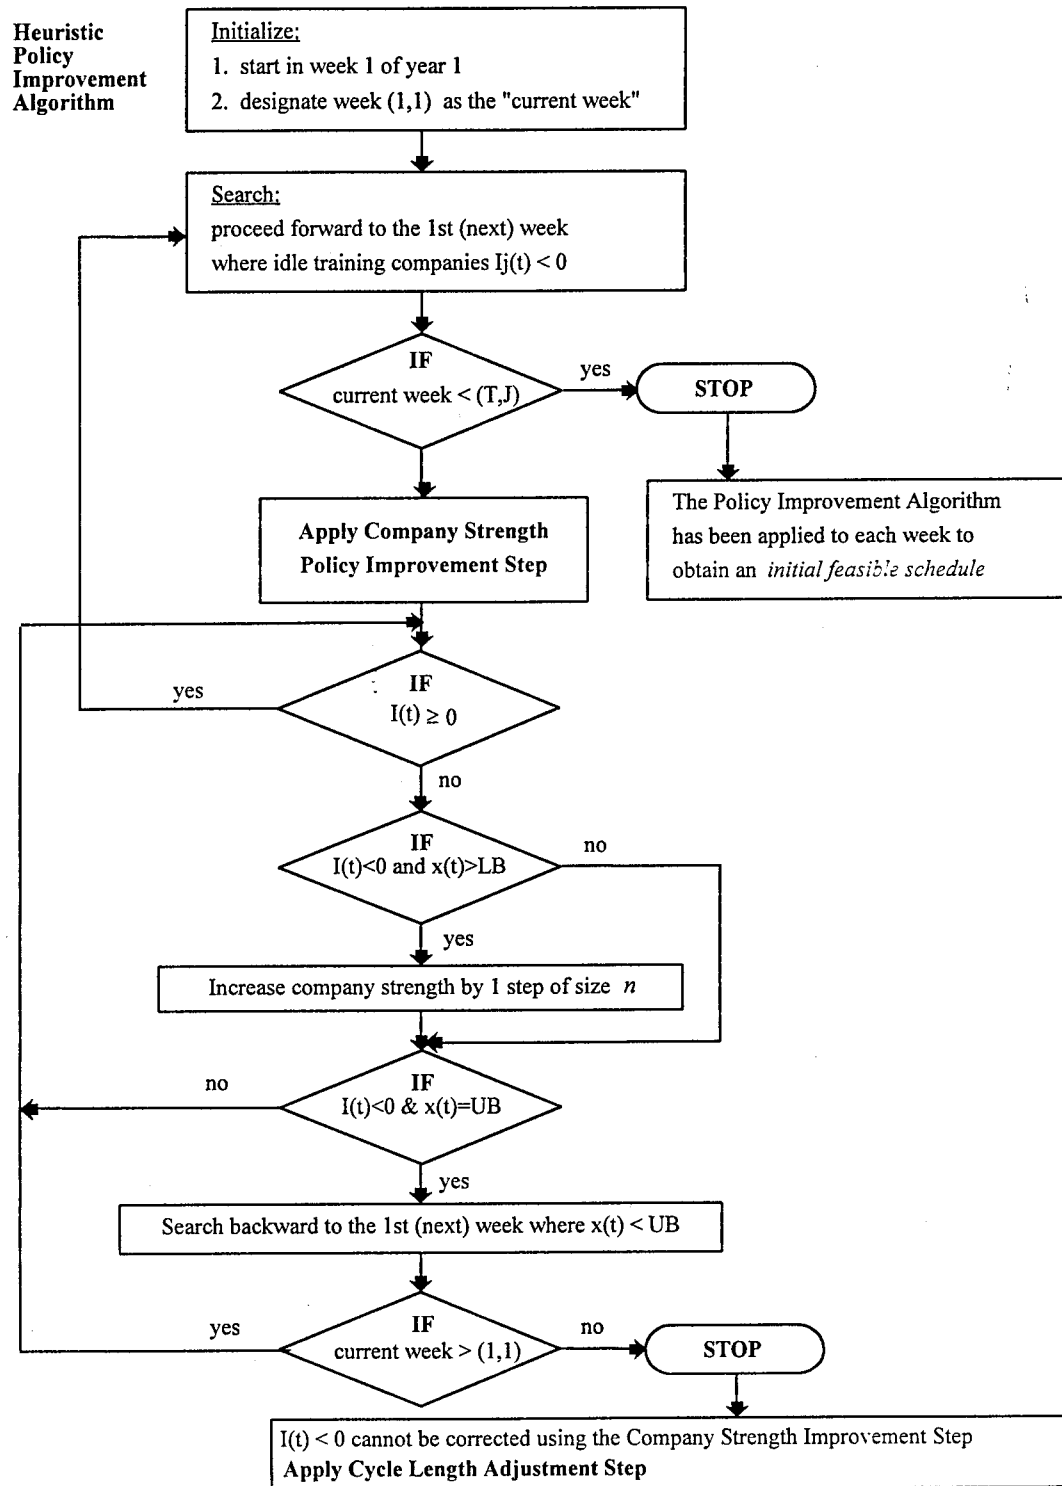 Heuristic
Policy
Improvement
Algorithm
Initialize:
1. start in week 1 of year 1
2. designate week (1,1) as the "current week"
Search:
proceed forward to the 1st (next) week
where idle training companies Ij(t) < 0
IF
current week < (T,J)
yes
STOP
The Policy Improvement Algorithm
has been applied to each week to
obtain an initial feasible schedule
Apply Company Strength
Policy Improvement Step
IF
I(t) ≥ 0
yes
no
IF
I(t)<0 and x(t)>LB
no
yes
Increase company strength by 1 step of size n
IF
I(t)<0 & x(t)=UB
no
yes
Search backward to the 1st (next) week where x(t) < UB
IF
current week > (1,1)
yes
no
STOP
I(t) < 0 cannot be corrected using the Company Strength Improvement Step
Apply Cycle Length Adjustment Step